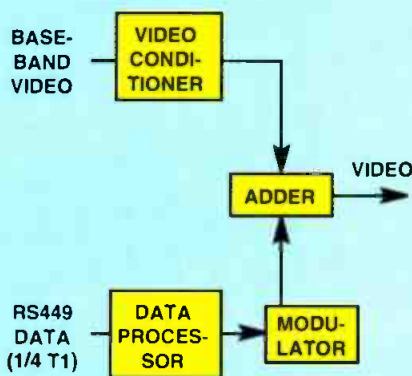 BASE-
BAND
VIDEO
VIDEO
CONDI-
TIONER
VIDEO
ADDER
RS449
DATA
(1/4 T1)
DATA
PROCES-
SOR
MODU-
LATOR